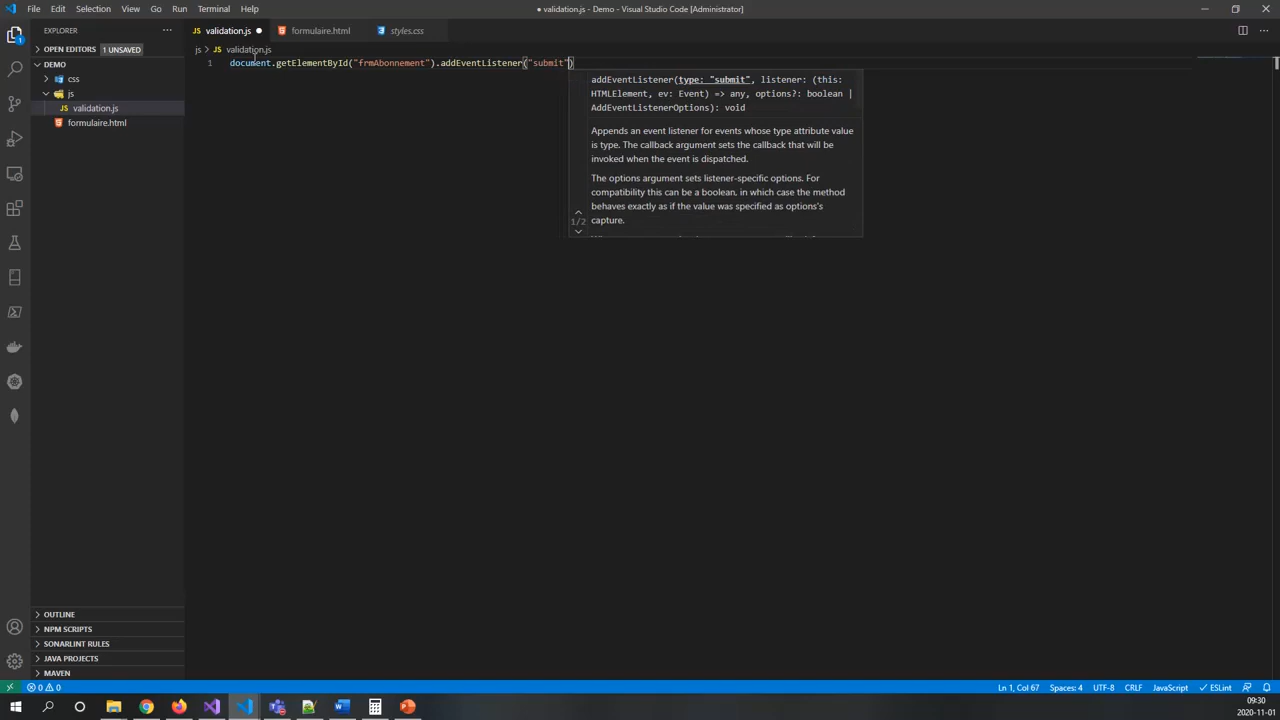 File Edit Selection View Go Run Terminal Help
● validation.js - Demo - Visual Studio Code [Administrator]
EXPLORER
validation.js
formulaire.html
styles.css
OPEN EDITORS 1 UNSAVED
js > JS validation.js
DEMO
1 document.getElementById("frmAbonnement").addEventListener("submit")
css
addEventListener(type: "submit", listener: (this:
js
HTMLElement, ev: Event) => any, options?: boolean |
JS validation.js
AddEventListenerOptions): void
formulaire.html
Appends an event listener for events whose type attribute value
is type. The callback argument sets the callback that will be
invoked when the event is dispatched.
The options argument sets listener-specific options. For
compatibility this can be a boolean, in which case the method
behaves exactly as if the value was specified as options's
capture.
1/2
OUTLINE
NPM SCRIPTS
SONARLINT RULES
JAVA PROJECTS
MAVEN
0 0
Ln 1, Col 67 Spaces: 4 UTF-8 CRLF JavaScript ESLint
09:30
2020-11-01